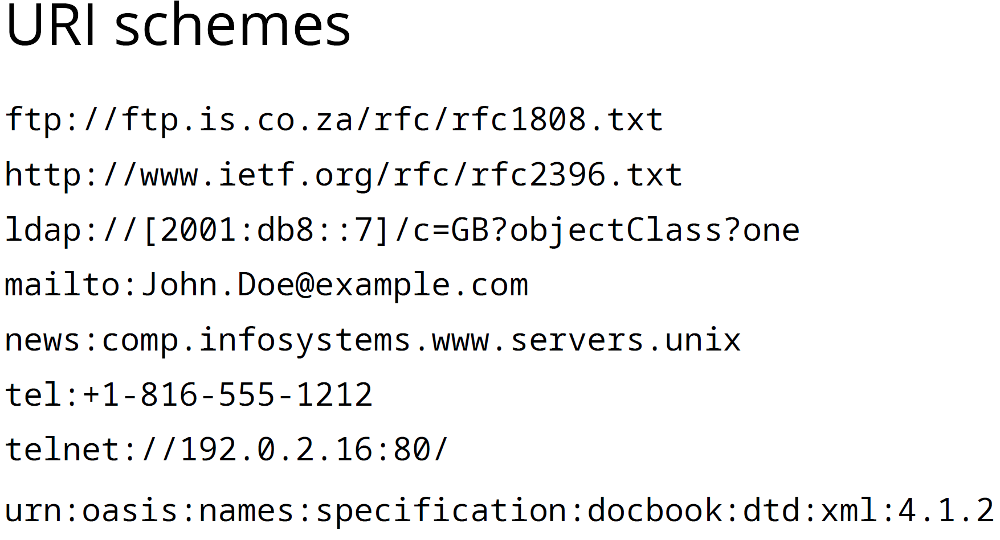 URI schemes
ftp://ftp.is.co.za/rfc/rfc1808.txt
http://www.ietf.org/rfc/rfc2396.txt
ldap://[2001:db8::7]/c=GB?objectClass?one
mailto:John.Doe@example.com
news:comp.infosystems.www.servers.unix
tel:+1-816-555-1212
telnet://192.0.2.16:80/
urn:oasis:names:specification:docbook:dtd:xml:4.1.2